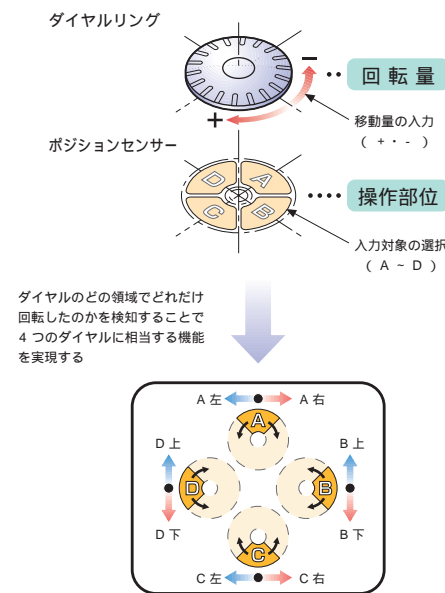 ダイヤルリング
−
回転量
+
移動量の入力
( + ・ - )
ポジションセンサー
D A
操作部位
C B
入力対象の選択
( A ~ D )
ダイヤルのどの領域でどれだけ
回転したのかを検知することで
4 つのダイヤルに相当する機能
を実現する
A 左 A 右
A
D 上 B 上
D B
D 下 B 下
C
C 左 C 右